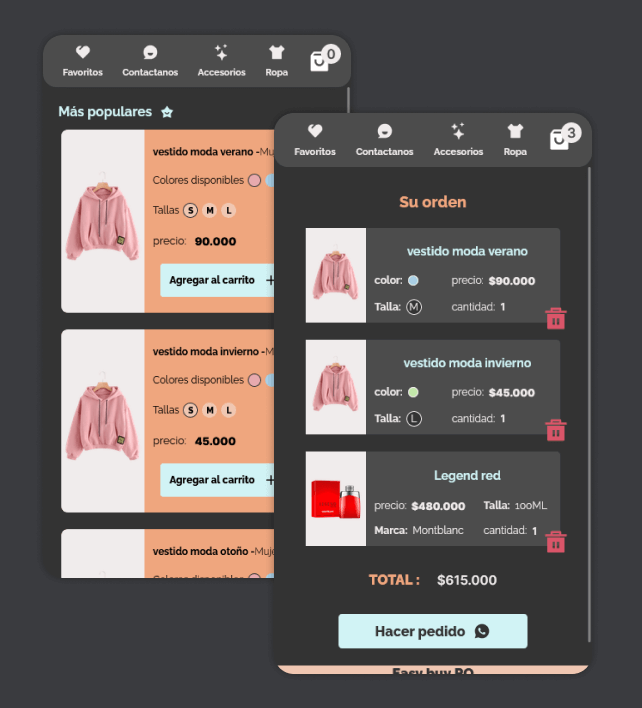 Favoritos Contactanos Accesorios Ropa 0
Más populares
vestido moda verano -Mu
Colores disponibles
Tallas S M L
precio: 90.000
Agregar al carrito +
vestido moda invierno -M
Colores disponibles
Tallas S M L
precio: 45.000
Agregar al carrito +
vestido moda otoño -Muje
Colores disponibles
Favoritos Contactanos Accesorios Ropa 3
Su orden
vestido moda verano
color: precio: $90.000
Talla: M cantidad: 1
vestido moda invierno
color: precio: $45.000
Talla: L cantidad: 1
Legend red
precio: $480.000 Talla: 100ML
Marca: Montblanc cantidad: 1
TOTAL : $615.000
Hacer pedido
Easy buy RO